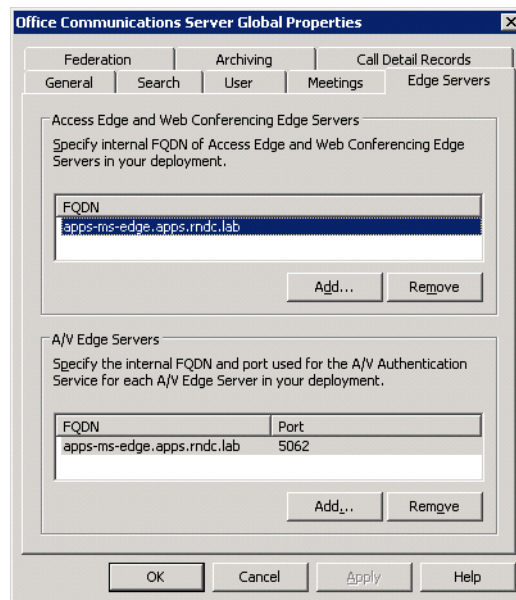 Office Communications Server Global Properties
Federation Archiving Call Detail Records
General Search User Meetings Edge Servers
Access Edge and Web Conferencing Edge Servers
Specify internal FQDN of Access Edge and Web Conferencing Edge
Servers in your deployment.
FQDN
apps-ms-edge.apps.rndc.lab
Add... Remove
A/V Edge Servers
Specify the internal FQDN and port used for the A/V Authentication
Service for each A/V Edge Server in your deployment.
FQDN Port
apps-ms-edge.apps.rndc.lab 5062
Add... Remove
OK Cancel Apply Help